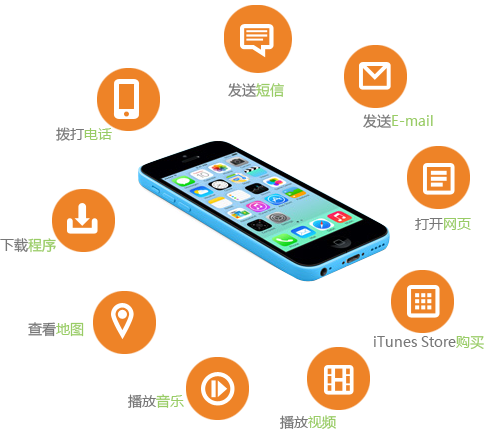 发送短信
发送E-mail
拨打电话
打开网页
下载程序
查看地图
iTunes Store购买
播放音乐
播放视频